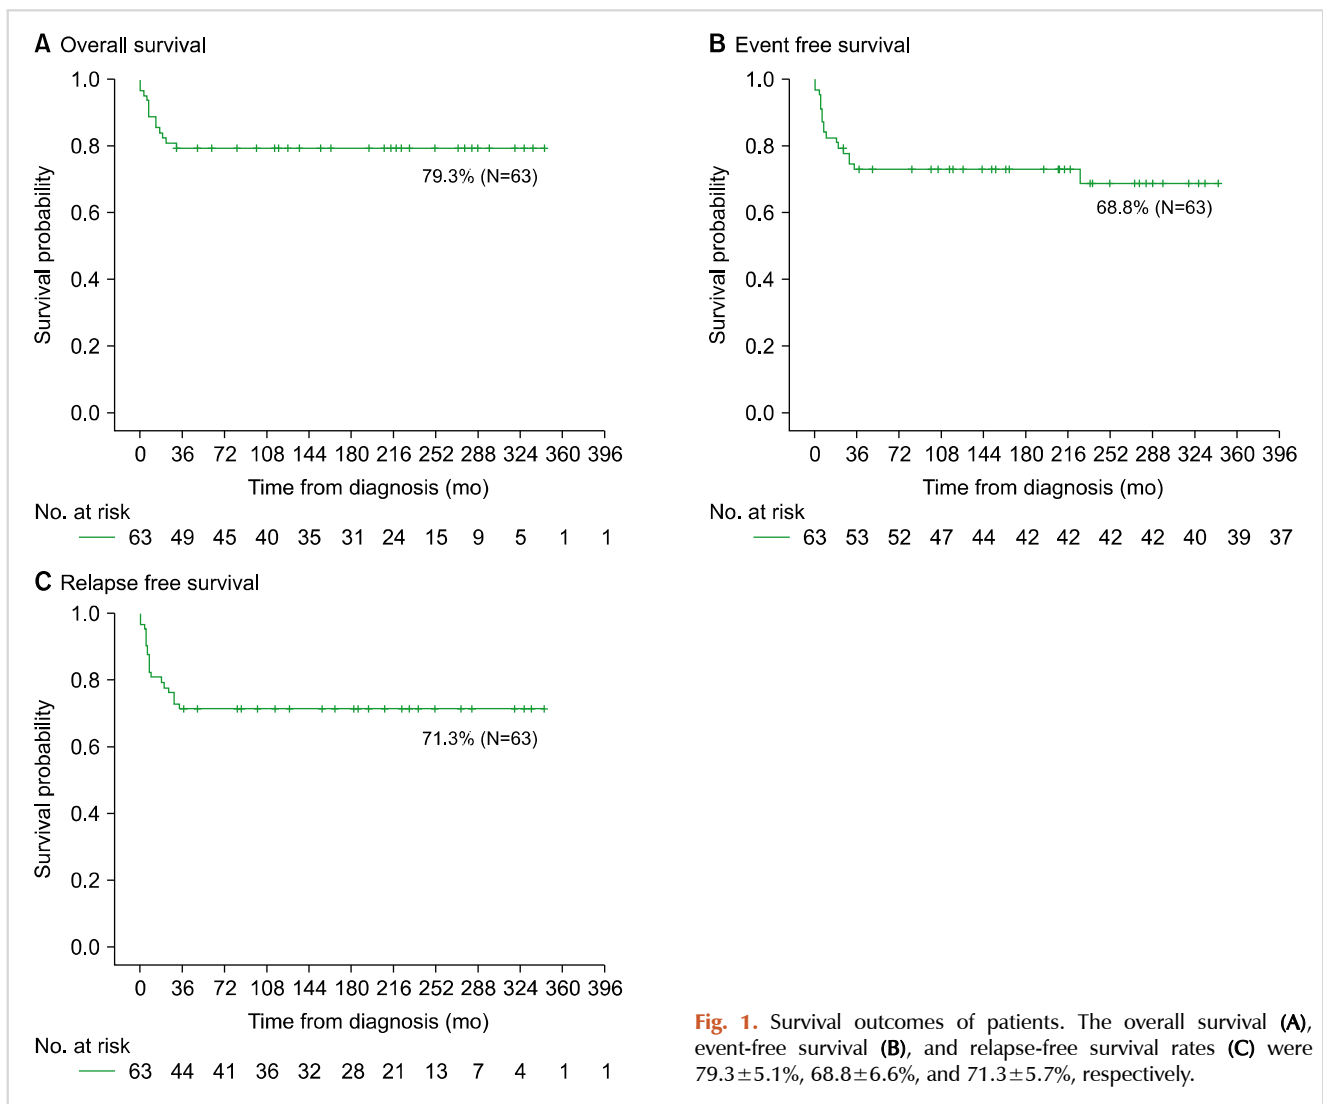 A Overall survival
1.0
0.8
0.6
0.4
0.2
0.0
Survival probability
79.3% (N=63)
0 36 72 108 144 180 216 252 288 324 360 396
Time from diagnosis (mo)
No. at risk
63 49 45 40 35 31 24 15 9 5 1 1
B Event free survival
1.0
0.8
0.6
0.4
0.2
0.0
Survival probability
68.8% (N=63)
0 36 72 108 144 180 216 252 288 324 360 396
Time from diagnosis (mo)
No. at risk
63 53 52 47 44 42 42 42 42 40 39 37
C Relapse free survival
1.0
0.8
0.6
0.4
0.2
0.0
Survival probability
71.3% (N=63)
0 36 72 108 144 180 216 252 288 324 360 396
Time from diagnosis (mo)
No. at risk
63 44 41 36 32 28 21 13 7 4 1 1
Fig. 1. Survival outcomes of patients. The overall survival (A),
event-free survival (B), and relapse-free survival rates (C) were
79.3±5.1%, 68.8±6.6%, and 71.3±5.7%, respectively.